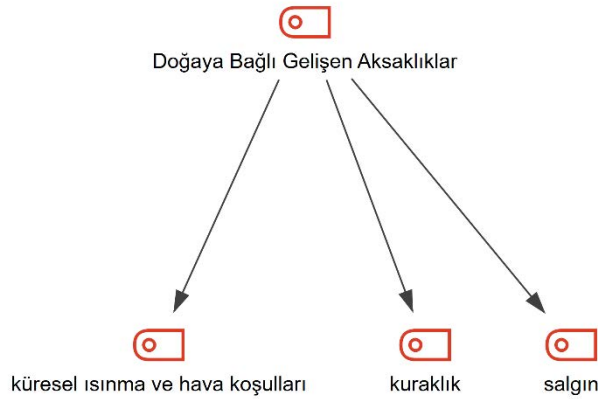 Doğaya Bağlı Gelişen Aksaklıklar
küresel ısınma ve hava koşulları
kuraklık
salgın